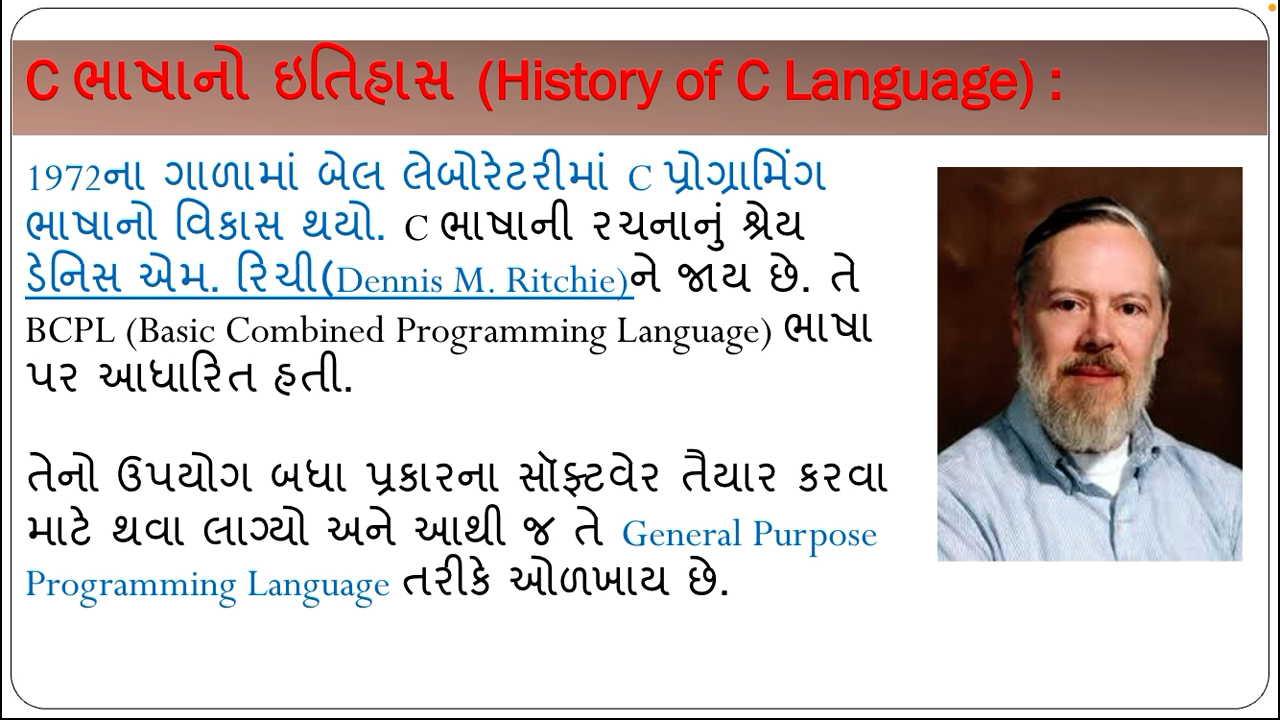 C ભાષાનો ઇતિહાસ (History of C Language) :
1972ના ગાળામાં બેલ લેબોરેટરીમાં C પ્રોગ્રામિંગ
ભાષાનો વિકાસ થયો. C ભાષાની રચનાનું શ્રેય
ડેનિસ એમ. રિચી(Dennis M. Ritchie)ને જાય છે. તે
BCPL (Basic Combined Programming Language) ભાષા
પર આધારિત હતી.
તેનો ઉપયોગ બધા પ્રકારના સૉફ્ટવેર તૈયાર કરવા
માટે થવા લાગ્યો અને આથી જ તે General Purpose
Programming Language તરીકે ઓળખાય છે.